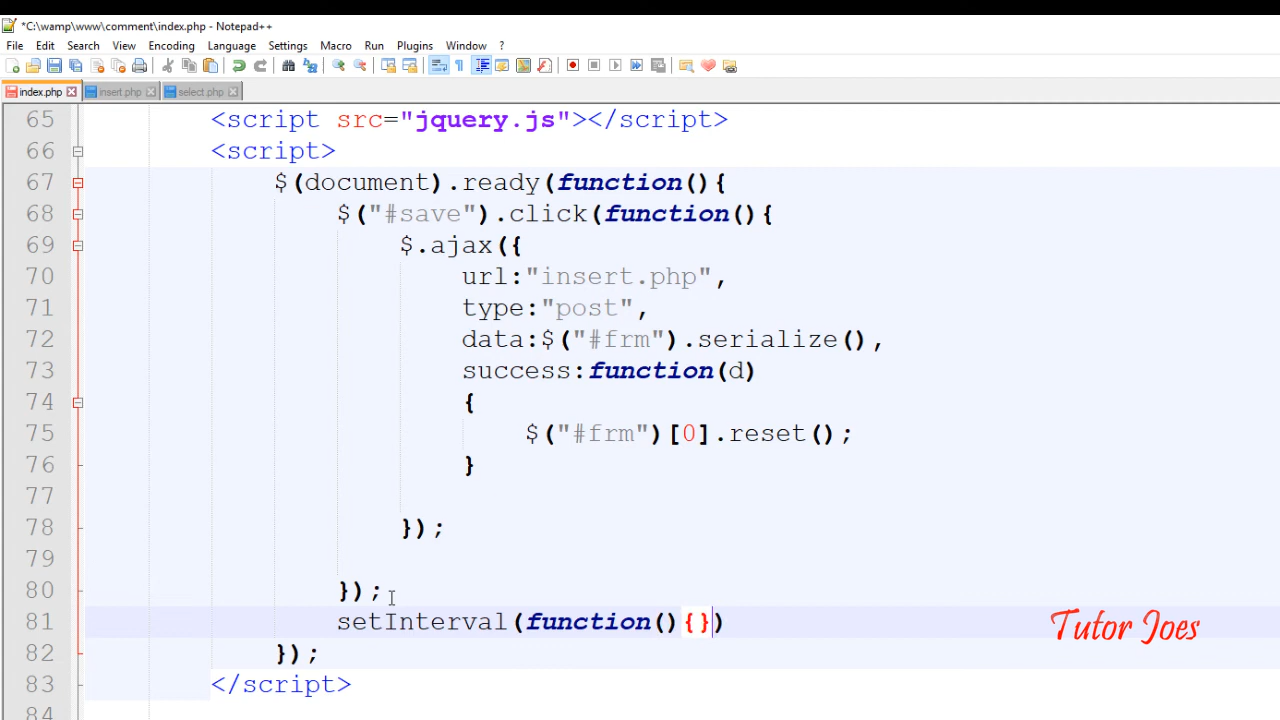 *C:\wamp\www\comment\index.php - Notepad++
File Edit Search View Encoding Language Settings Macro Run Plugins Window ?
index.php insert.php select.php
65 <script src="jquery.js"></script>
66 <script>
67 $(document).ready(function(){
68 $("#save").click(function(){
69 $.ajax({
70 url:"insert.php",
71 type:"post",
72 data:$("#frm").serialize(),
73 success:function(d)
74 {
75 $("#frm")[0].reset();
76 }
77
78 });
79
80 });
81 setInterval(function(){})
82 });
83 </script>
84
Tutor Joes